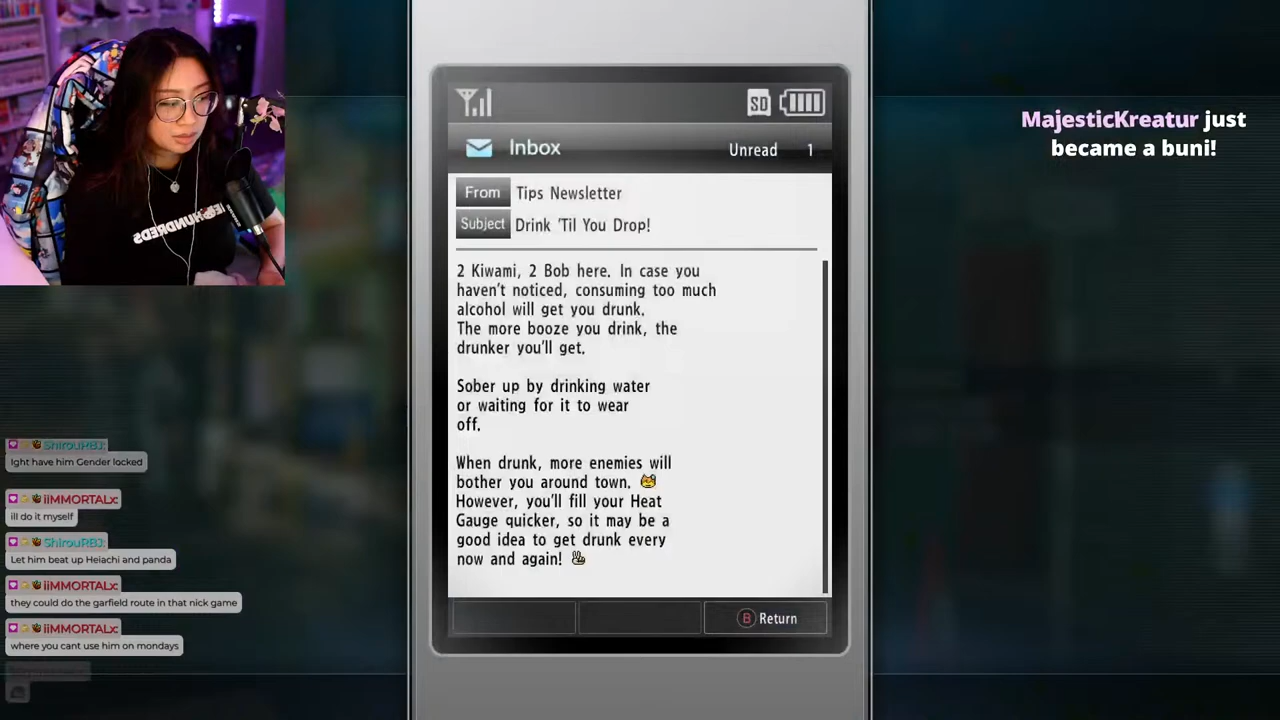 MajesticKreatur just
became a buni!
SD
Inbox
Unread 1
From Tips Newsletter
Subject Drink 'Til You Drop!
2 Kiwami, 2 Bob here. In case you
haven't noticed, consuming too much
alcohol will get you drunk.
The more booze you drink, the
drunker you'll get.
Sober up by drinking water
or waiting for it to wear
off.
When drunk, more enemies will
bother you around town.
However, you'll fill your Heat
Gauge quicker, so it may be a
good idea to get drunk every
now and again!
B Return
ShirouRBJ:
Ight have him Gender locked
iiMMORTALx:
ill do it myself
ShirouRBJ:
Let him beat up Heiachi and panda
iiMMORTALx:
they could do the garfield route in that nick game
iiMMORTALx:
where you cant use him on mondays